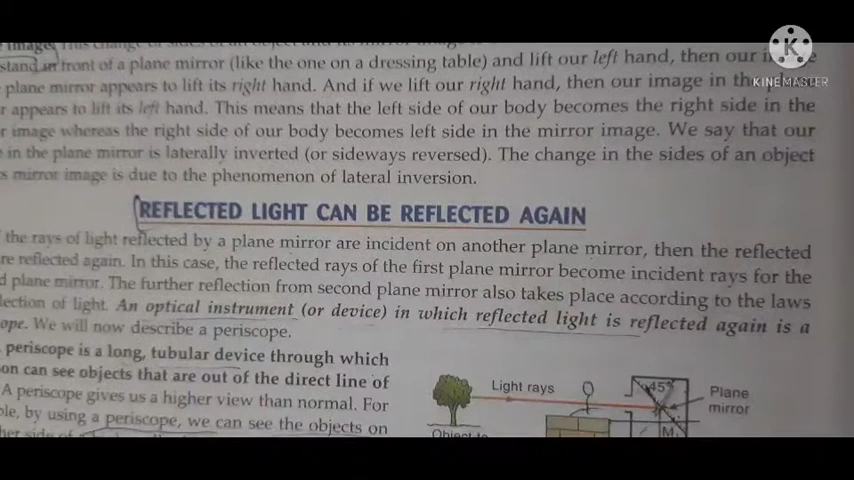 image.
stand in front of a plane mirror (like the one on a dressing table) and lift our left hand, then our
plane mirror appears to lift its right hand. And if we lift our right hand, then our image in the
r appears to lift its left hand. This means that the left side of our body becomes the right side in the
r image whereas the right side of our body becomes left side in the mirror image. We say that our
in the plane mirror is laterally inverted (or sideways reversed). The change in the sides of an object
s mirror image is due to the phenomenon of lateral inversion.
REFLECTED LIGHT CAN BE REFLECTED AGAIN
the rays of light reflected by a plane mirror are incident on another plane mirror, then the reflected
re reflected again. In this case, the reflected rays of the first plane mirror become incident rays for the
d plane mirror. The further reflection from second plane mirror also takes place according to the laws
lection of light. An optical instrument (or device) in which reflected light is reflected again is a
ope. We will now describe a periscope.
periscope is a long, tubular device through which
on can see objects that are out of the direct line of
A periscope gives us a higher view than normal. For
ple, by using a periscope, we can see the objects on
her side of
Light rays
45°
Plane
mirror
M
Object to
KINEMASTER